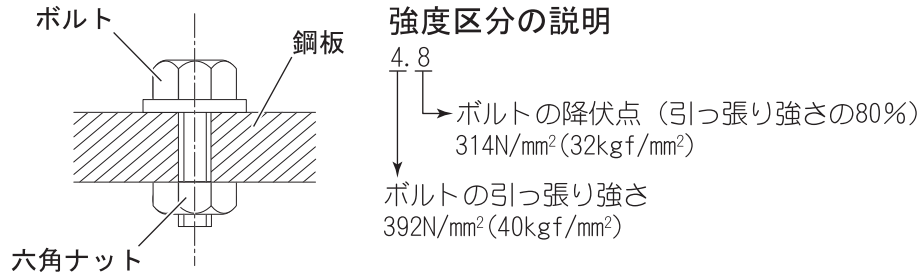 ボルト
鋼板
六角ナット
強度区分の説明
4.8
ボルトの降伏点（引っ張り強さの80％）
314N/mm²(32kgf/mm²)
ボルトの引っ張り強さ
392N/mm²(40kgf/mm²)